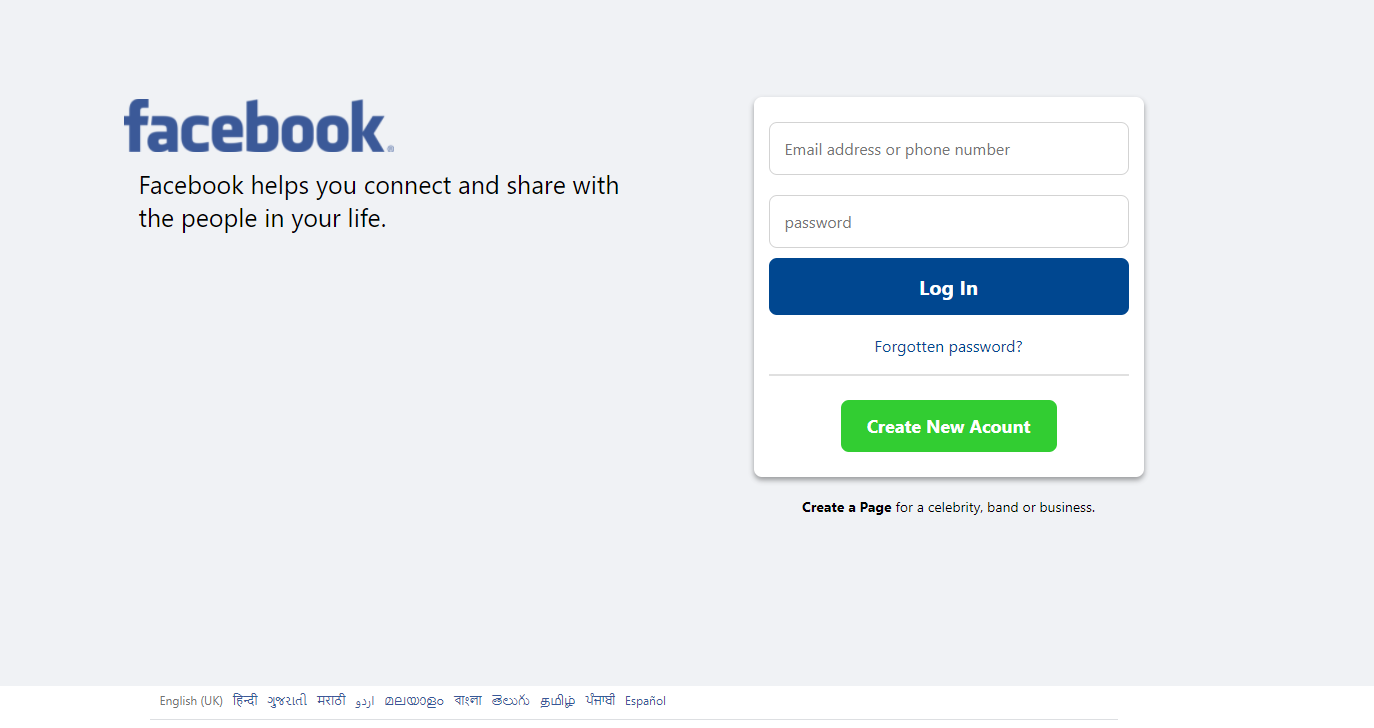 facebook®
Facebook helps you connect and share with
the people in your life.
Email address or phone number
password
Log In
Forgotten password?
Create New Acount
Create a Page for a celebrity, band or business.
English (UK) हिन्दी ગુજરાતી मराठी اردو മലയാളം বাংলা తెలుగు தமிழ் ਪੰਜਾਬੀ Español